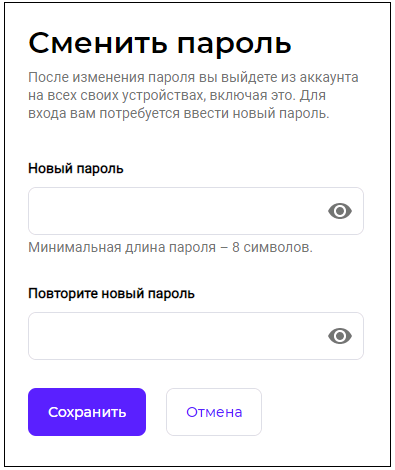 Сменить пароль
После изменения пароля вы выйдете из аккаунта
на всех своих устройствах, включая это. Для
входа вам потребуется ввести новый пароль.
Новый пароль
Минимальная длина пароля – 8 символов.
Повторите новый пароль
Сохранить
Отмена